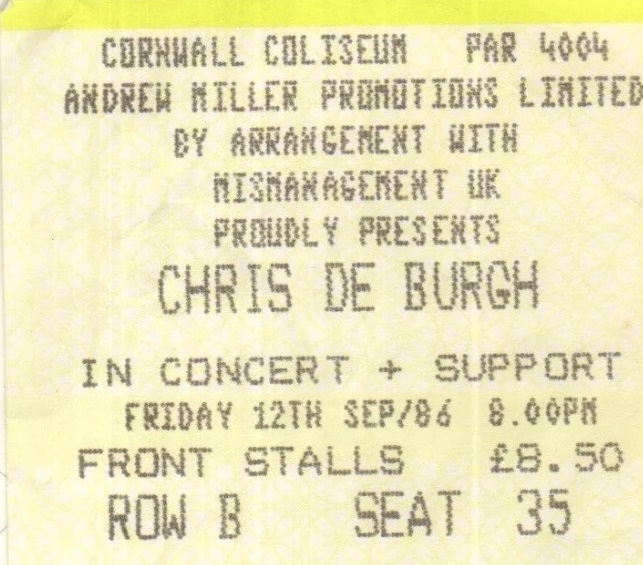 CORNWALL COLISEUM PAR 4004
ANDREW MILLER PROMOTIONS LIMITED
BY ARRANGEMENT WITH
MISMANAGEMENT UK
PROUDLY PRESENTS
CHRIS DE BURGH
IN CONCERT + SUPPORT
FRIDAY 12TH SEP/86 8.00PM
FRONT STALLS £8.50
ROW B SEAT 35